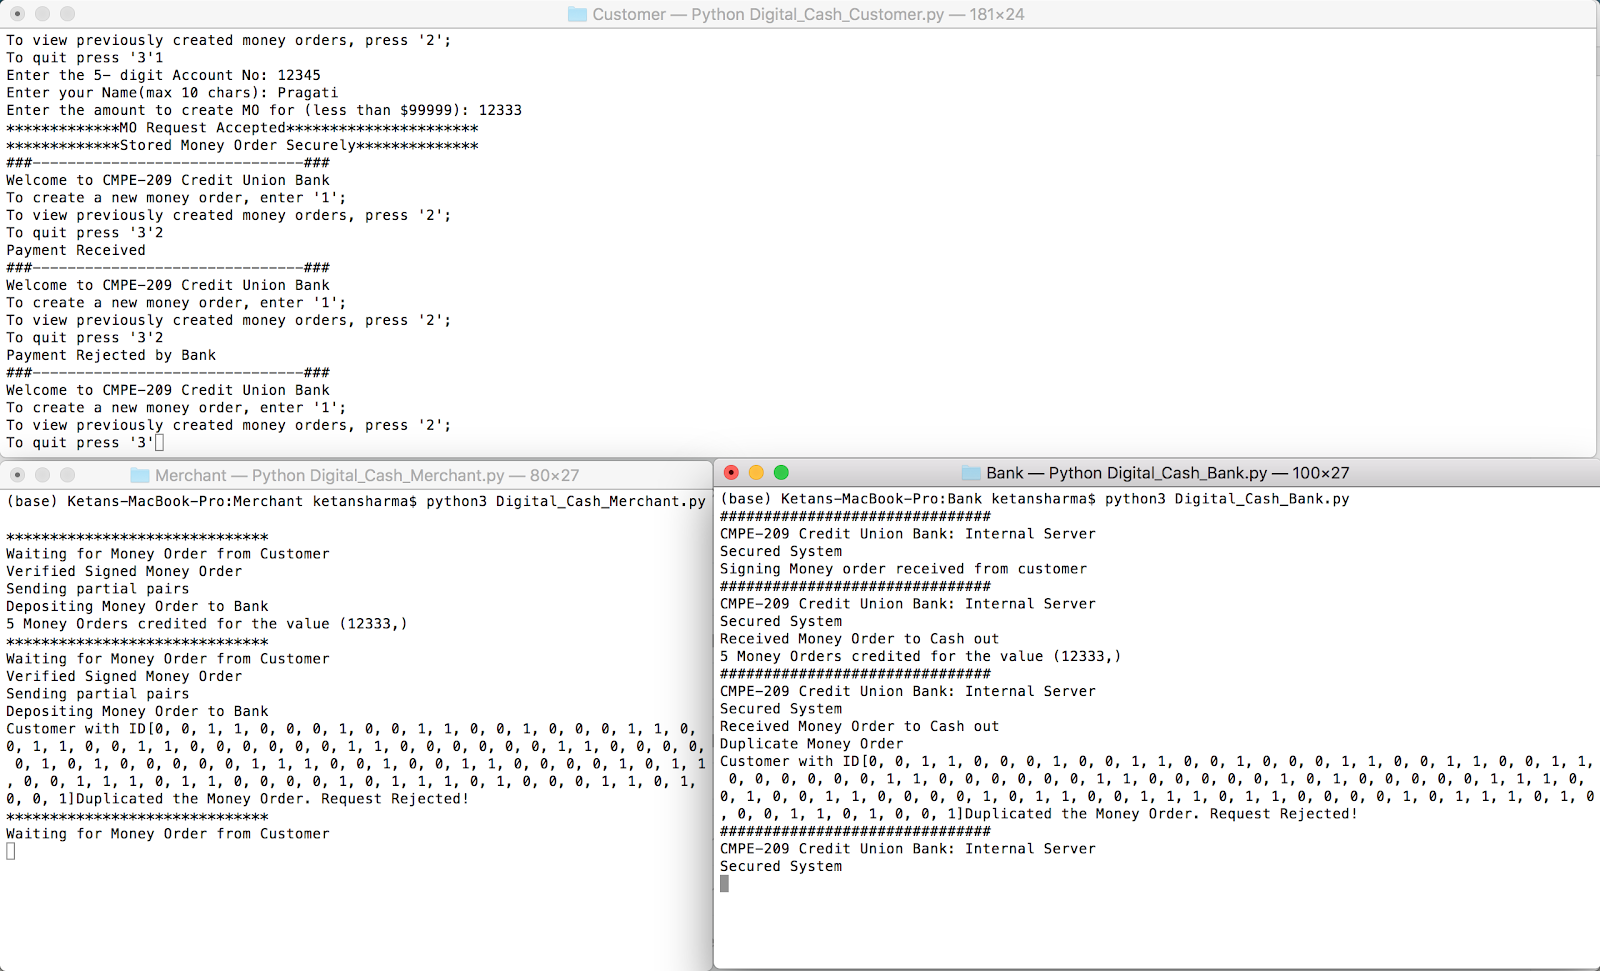 Customer — Python Digital_Cash_Customer.py — 181×24
To view previously created money orders, press '2';
To quit press '3'1
Enter the 5- digit Account No: 12345
Enter your Name(max 10 chars): Pragati
Enter the amount to create MO for (less than $99999): 12333
*************MO Request Accepted**********************
*************Stored Money Order Securely**************
###-------------------------------###
Welcome to CMPE-209 Credit Union Bank
To create a new money order, enter '1';
To view previously created money orders, press '2';
To quit press '3'2
Payment Received
###-------------------------------###
Welcome to CMPE-209 Credit Union Bank
To create a new money order, enter '1';
To view previously created money orders, press '2';
To quit press '3'2
Payment Rejected by Bank
###-------------------------------###
Welcome to CMPE-209 Credit Union Bank
To create a new money order, enter '1';
To view previously created money orders, press '2';
To quit press '3'
Merchant — Python Digital_Cash_Merchant.py — 80×27
(base) Ketans-MacBook-Pro:Merchant ketansharma$ python3 Digital_Cash_Merchant.py
******************************
Waiting for Money Order from Customer
Verified Signed Money Order
Sending partial pairs
Depositing Money Order to Bank
5 Money Orders credited for the value (12333,)
******************************
Waiting for Money Order from Customer
Verified Signed Money Order
Sending partial pairs
Depositing Money Order to Bank
Customer with ID[0, 0, 1, 1, 0, 0, 0, 1, 0, 0, 1, 1, 0, 0, 1, 0, 0, 0, 1, 1, 0,
0, 1, 1, 0, 0, 1, 1, 0, 0, 0, 0, 0, 0, 1, 1, 0, 0, 0, 0, 0, 0, 1, 1, 0, 0, 0, 0,
0, 1, 0, 1, 0, 0, 0, 0, 0, 1, 1, 1, 0, 0, 1, 0, 0, 1, 1, 0, 0, 0, 0, 1, 0, 1, 1
, 0, 0, 1, 1, 1, 0, 1, 1, 0, 0, 0, 0, 1, 0, 1, 1, 1, 0, 1, 0, 0, 0, 1, 1, 0, 1,
0, 0, 1]Duplicated the Money Order. Request Rejected!
******************************
Waiting for Money Order from Customer
Bank — Python Digital_Cash_Bank.py — 100×27
(base) Ketans-MacBook-Pro:Bank ketansharma$ python3 Digital_Cash_Bank.py
###############################
CMPE-209 Credit Union Bank: Internal Server
Secured System
Signing Money order received from customer
###############################
CMPE-209 Credit Union Bank: Internal Server
Secured System
Received Money Order to Cash out
5 Money Orders credited for the value (12333,)
###############################
CMPE-209 Credit Union Bank: Internal Server
Secured System
Received Money Order to Cash out
Duplicate Money Order
Customer with ID[0, 0, 1, 1, 0, 0, 0, 1, 0, 0, 1, 1, 0, 0, 1, 0, 0, 0, 1, 1, 0, 0, 1, 1, 0, 0, 1, 1,
0, 0, 0, 0, 0, 0, 1, 1, 0, 0, 0, 0, 0, 0, 1, 1, 0, 0, 0, 0, 0, 1, 0, 1, 0, 0, 0, 0, 0, 1, 1, 1, 0,
0, 1, 0, 0, 1, 1, 0, 0, 0, 0, 1, 0, 1, 1, 0, 0, 1, 1, 1, 0, 1, 1, 0, 0, 0, 0, 1, 0, 1, 1, 1, 0, 1, 0
, 0, 0, 1, 1, 0, 1, 0, 0, 1]Duplicated the Money Order. Request Rejected!
###############################
CMPE-209 Credit Union Bank: Internal Server
Secured System